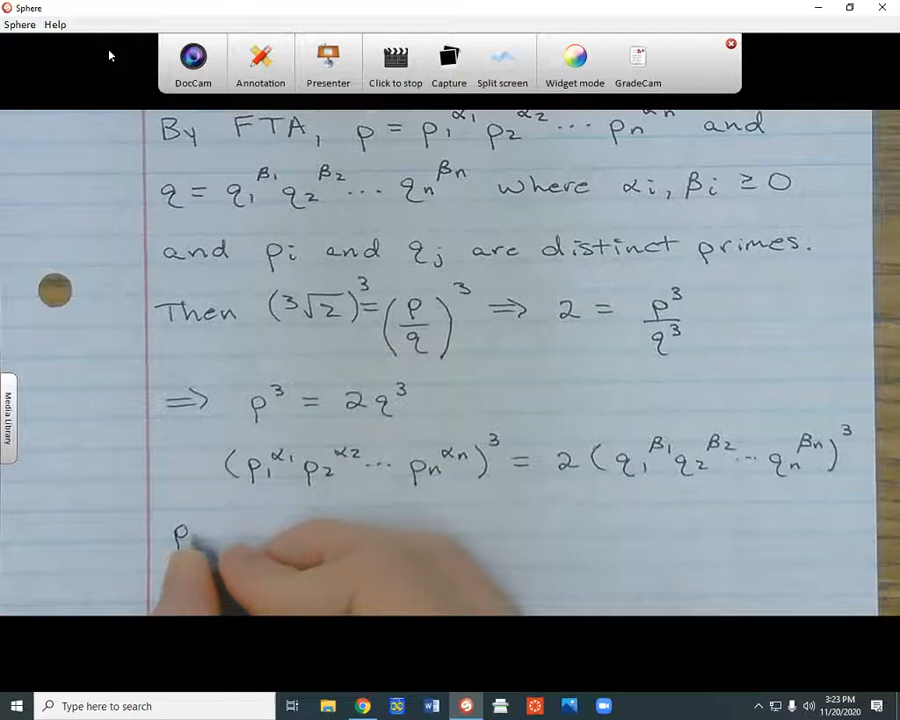 Sphere
Sphere Help
DocCam Annotation Presenter Click to stop Capture Split screen Widget mode GradeCam
By FTA, p = p₁^α₁ p₂^α₂ ... pₙ^αₙ and
q = q₁^β₁ q₂^β₂ ... qₙ^βₙ where αᵢ, βᵢ ≥ 0
and pᵢ and qⱼ are distinct primes.
Then (³√2)³ = (p/q)³ ⇒ 2 = p³/q³
⇒ p³ = 2q³
(p₁^α₁ p₂^α₂ ... pₙ^αₙ)³ = 2(q₁^β₁ q₂^β₂ ... qₙ^βₙ)³
p
Media Library
Type here to search
3:23 PM
11/20/2020